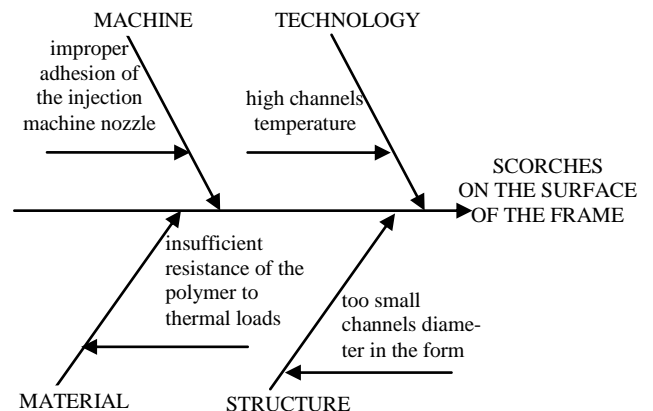 MACHINE
TECHNOLOGY
improper
adhesion of
the injection
machine nozzle
high channels
temperature
SCORCHES
ON THE SURFACE
OF THE FRAME
insufficient
resistance of the
polymer to
thermal loads
too small
channels diame-
ter in the form
MATERIAL
STRUCTURE